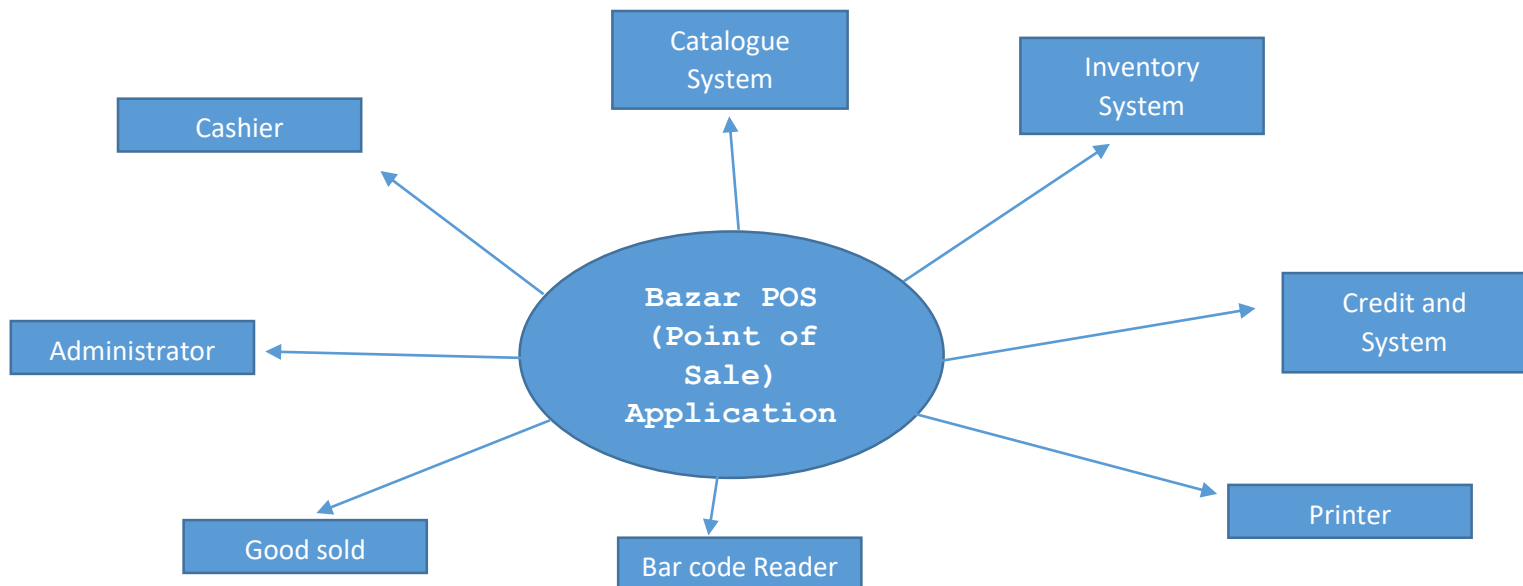 Catalogue
System
Inventory
System
Cashier
Bazar POS
(Point of
Sale)
Application
Credit and
System
Administrator
Printer
Good sold
Bar code Reader